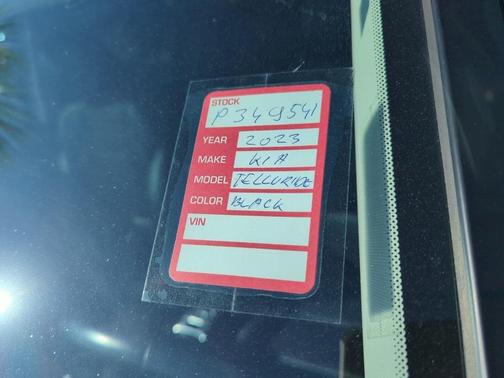 STOCK
P349541
YEAR 2023
MAKE KIA
MODEL TELLURIDE
COLOR BLACK
VIN